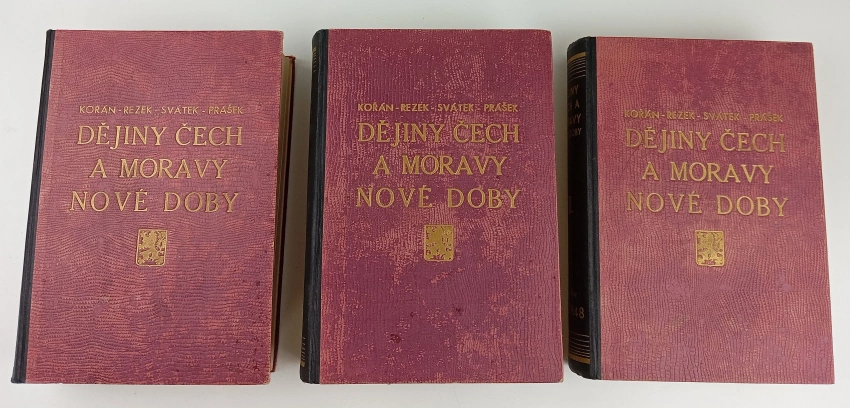 KOŘÁN - REZEK - SVÁTEK - PRÁŠEK
DĚJINY ČECH
A MORAVY
NOVÉ DOBY
KOŘÁN - REZEK - SVÁTEK - PRÁŠEK
DĚJINY ČECH
A MORAVY
NOVÉ DOBY
KOŘÁN - REZEK - SVÁTEK - PRÁŠEK
DĚJINY ČECH
A MORAVY
NOVÉ DOBY